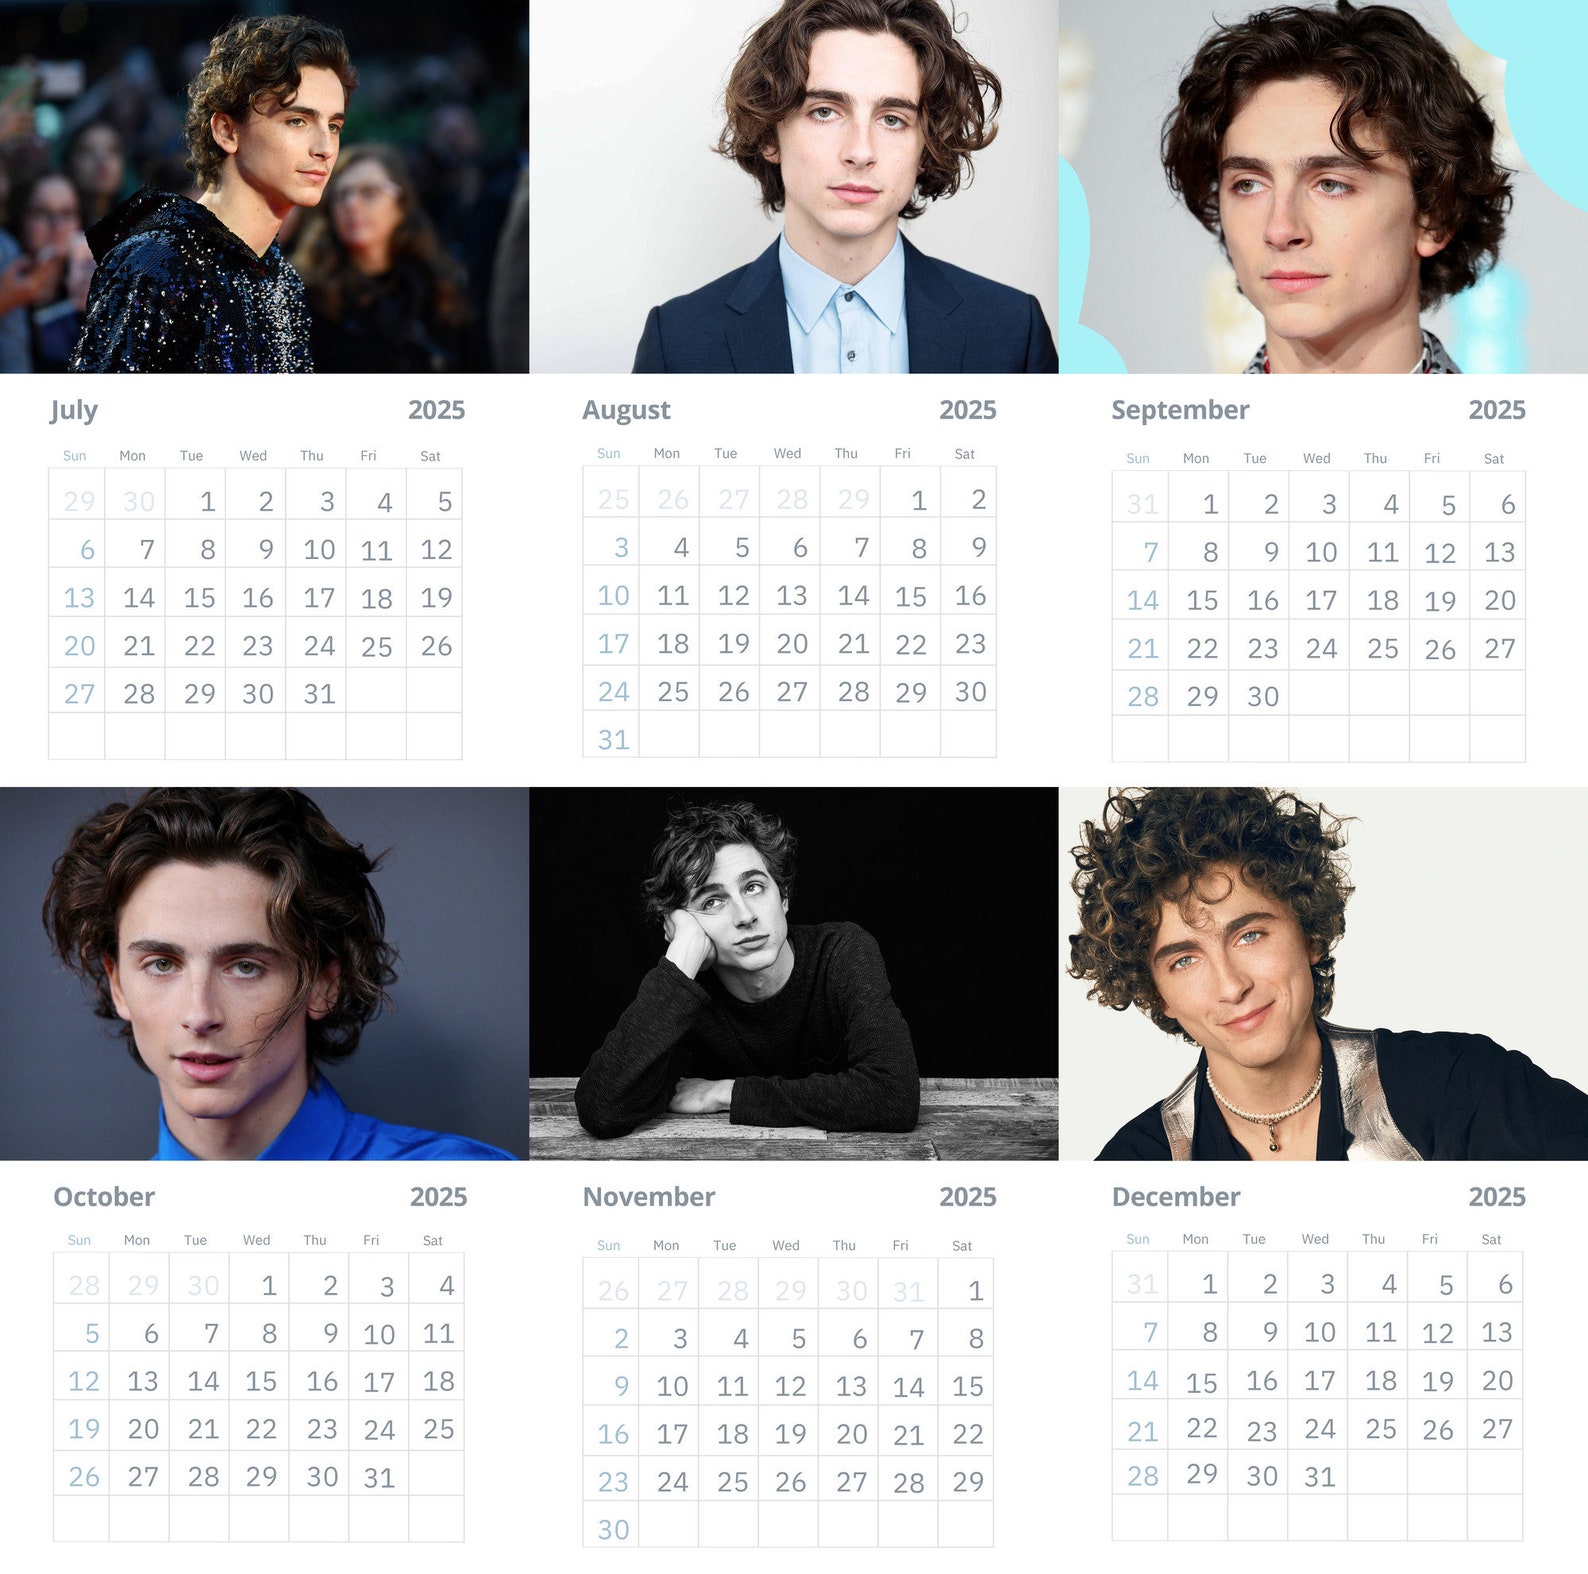 July 2025
Sun Mon Tue Wed Thu Fri Sat
29 30 1 2 3 4 5
6 7 8 9 10 11 12
13 14 15 16 17 18 19
20 21 22 23 24 25 26
27 28 29 30 31
August 2025
Sun Mon Tue Wed Thu Fri Sat
25 26 27 28 29 1 2
3 4 5 6 7 8 9
10 11 12 13 14 15 16
17 18 19 20 21 22 23
24 25 26 27 28 29 30
31
September 2025
Sun Mon Tue Wed Thu Fri Sat
31 1 2 3 4 5 6
7 8 9 10 11 12 13
14 15 16 17 18 19 20
21 22 23 24 25 26 27
28 29 30
October 2025
Sun Mon Tue Wed Thu Fri Sat
28 29 30 1 2 3 4
5 6 7 8 9 10 11
12 13 14 15 16 17 18
19 20 21 22 23 24 25
26 27 28 29 30 31
November 2025
Sun Mon Tue Wed Thu Fri Sat
26 27 28 29 30 31 1
2 3 4 5 6 7 8
9 10 11 12 13 14 15
16 17 18 19 20 21 22
23 24 25 26 27 28 29
30
December 2025
Sun Mon Tue Wed Thu Fri Sat
31 1 2 3 4 5 6
7 8 9 10 11 12 13
14 15 16 17 18 19 20
21 22 23 24 25 26 27
28 29 30 31